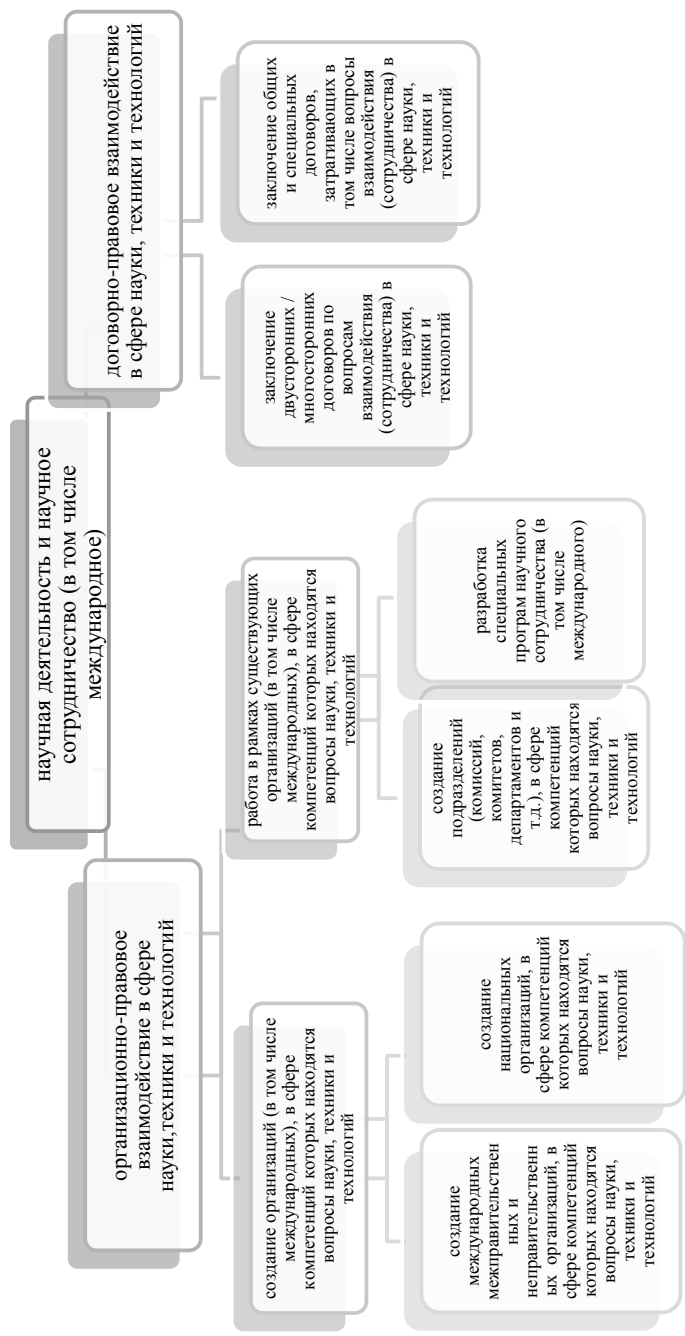 научная деятельность и научное
сотрудничество (в том числе
международное)
организационно-правовое
взаимодействие в сфере
науки,техники и технологий
договорно-правовое взаимодействие
в сфере науки, техники и технологий
создание организаций (в том числе
международных), в сфере
компетенций которых находятся
вопросы науки, техники и
технологий
работа в рамках существующих
организаций (в том числе
международных), в сфере
компетенций которых находятся
вопросы науки, техники и
технологий
заключение
двусторонних /
многосторонних
договоров по
вопросам
взаимодействия
(сотрудничества) в
сфере науки,
техники и
технологий
заключение общих
и специальных
договоров,
затрагивающих в
том числе вопросы
взаимодействия
(сотрудничества) в
сфере науки,
техники и
технологий
создание
международных
межправительствен
ных и
неправительственн
ых организаций, в
сфере компетенций
которых находятся
вопросы науки,
техники и
технологий
создание
национальных
организаций, в
сфере компетенций
которых находятся
вопросы науки,
техники и
технологий
создание
подразделений
(комиссий,
комитетов,
департаментов и
т.д.), в сфере
компетенций
которых находятся
вопросы науки,
техники и
технологий
разработка
специальных
програм научного
сотрудничества (в
том числе
международного)